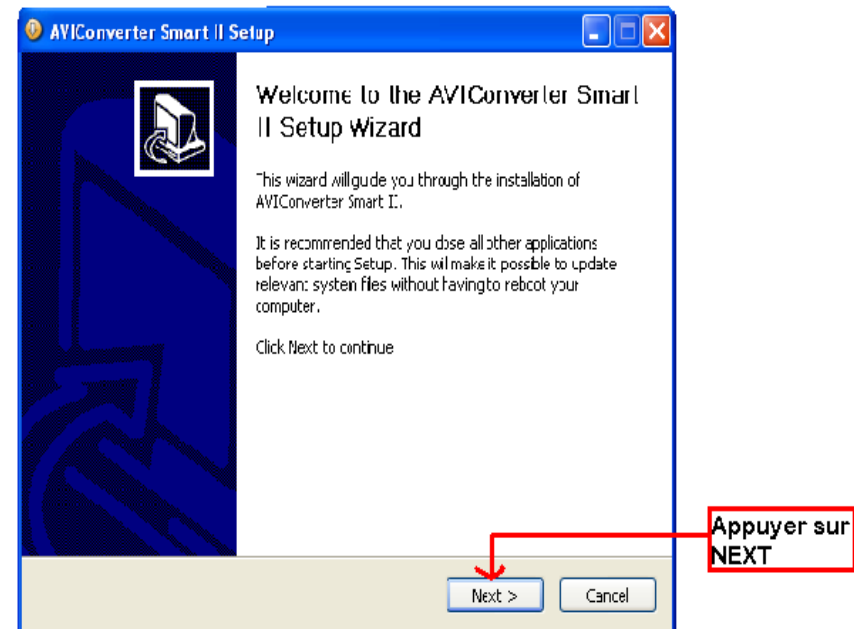 AVIConverter Smart II Setup
Welcome to the AVIConverter Smart
II Setup Wizard
This wizard will guide you through the installation of
AVIConverter Smart II.
It is recommended that you close all other applications
before starting Setup. This will make it possible to update
relevant system files without having to reboot your
computer.
Click Next to continue
Appuyer sur
NEXT
Next >
Cancel